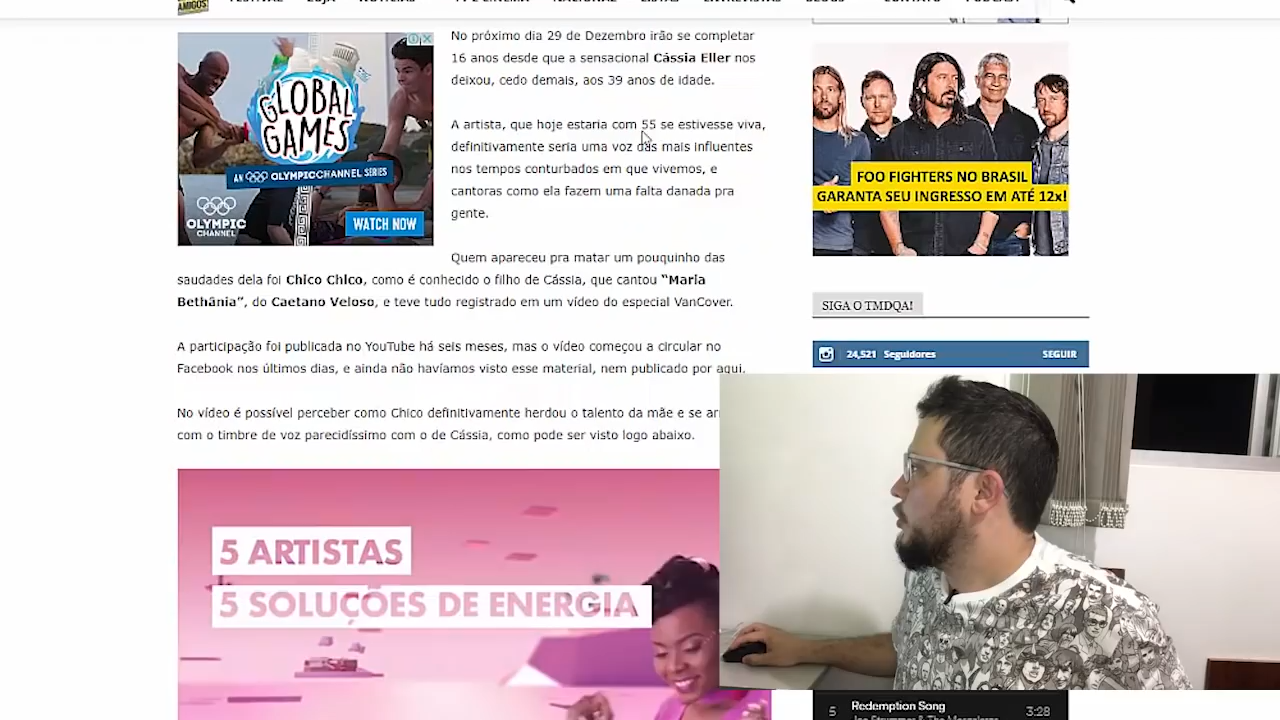 AMIGOS
No próximo dia 29 de Dezembro irão se completar
16 anos desde que a sensacional Cássia Eller nos
deixou, cedo demais, aos 39 anos de idade.
A artista, que hoje estaria com 55 se estivesse viva,
definitivamente seria uma voz das mais influentes
nos tempos conturbados em que vivemos, e
cantoras como ela fazem uma falta danada pra
gente.
GLOBAL
GAMES
AN OLYMPICCHANNEL SERIES
OLYMPIC
CHANNEL
WATCH NOW
Quem apareceu pra matar um pouquinho das
saudades dela foi Chico Chico, como é conhecido o filho de Cássia, que cantou “Maria
Bethânia”, do Caetano Veloso, e teve tudo registrado em um vídeo do especial VanCover.
A participação foi publicada no YouTube há seis meses, mas o vídeo começou a circular no
Facebook nos últimos dias, e ainda não havíamos visto esse material, nem publicado por aqui.
No vídeo é possível perceber como Chico definitivamente herdou o talento da mãe e se
com o timbre de voz parecidíssimo com o de Cássia, como pode ser visto logo abaixo.
5 ARTISTAS
5 SOLUÇÕES DE ENERGIA
FOO FIGHTERS NO BRASIL
GARANTA SEU INGRESSO EM ATÉ 12x!
SIGA O TMDQA!
24,521 Seguidores SEGUIR
5 Redemption Song 3:28